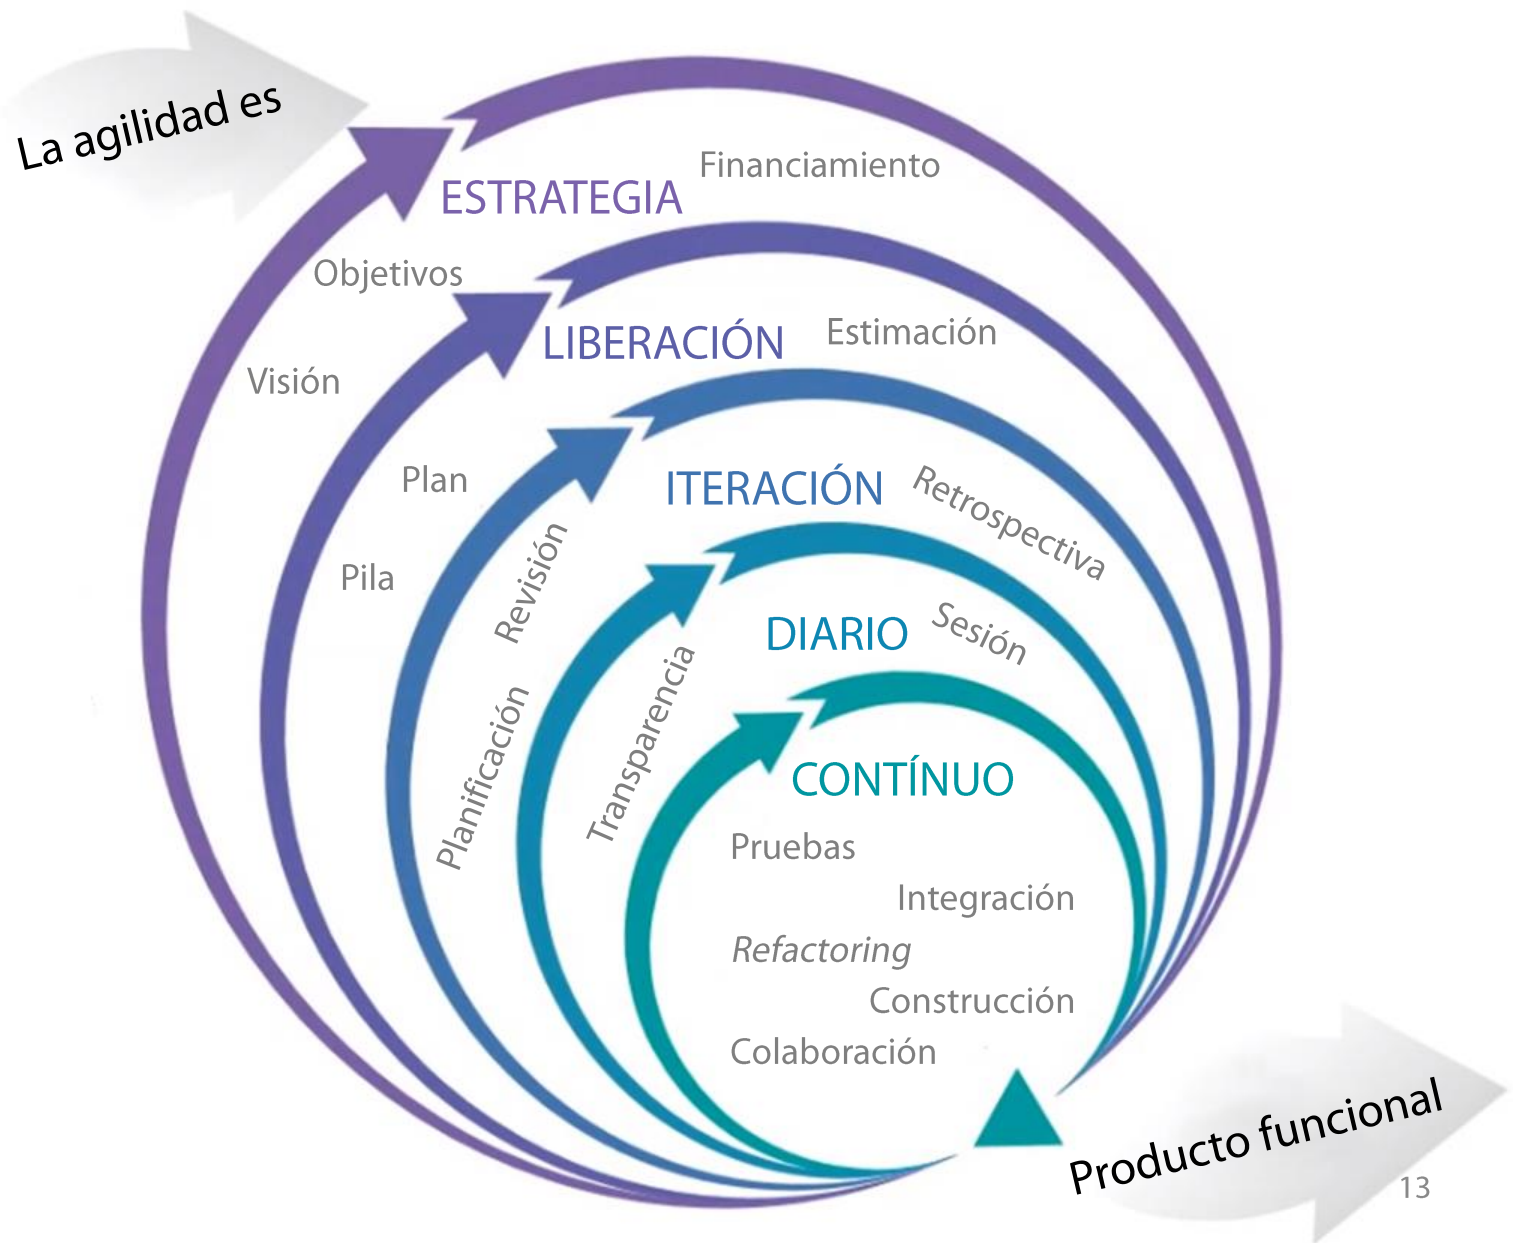 La agilidad es
Financiamiento
ESTRATEGIA
Objetivos
LIBERACIÓN
Estimación
Visión
Plan
ITERACIÓN
Retrospectiva
Revisión
Pila
DIARIO
Sesión
Transparencia
Planificación
CONTÍNUO
Pruebas
Integración
Refactoring
Construcción
Colaboración
Producto funcional
13